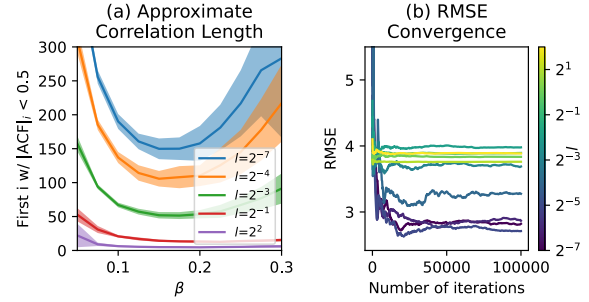 (a) Approximate
Correlation Length
First i w/ |ACF|ᵢ < 0.5
300
250
200
150
100
50
0
0.1
0.2
0.3
β
l=2⁻⁷
l=2⁻⁴
l=2⁻³
l=2⁻¹
l=2²
(b) RMSE
Convergence
RMSE
5
4
3
0
50000
100000
Number of iterations
2¹
2⁻¹
2⁻³
2⁻⁵
2⁻⁷
l